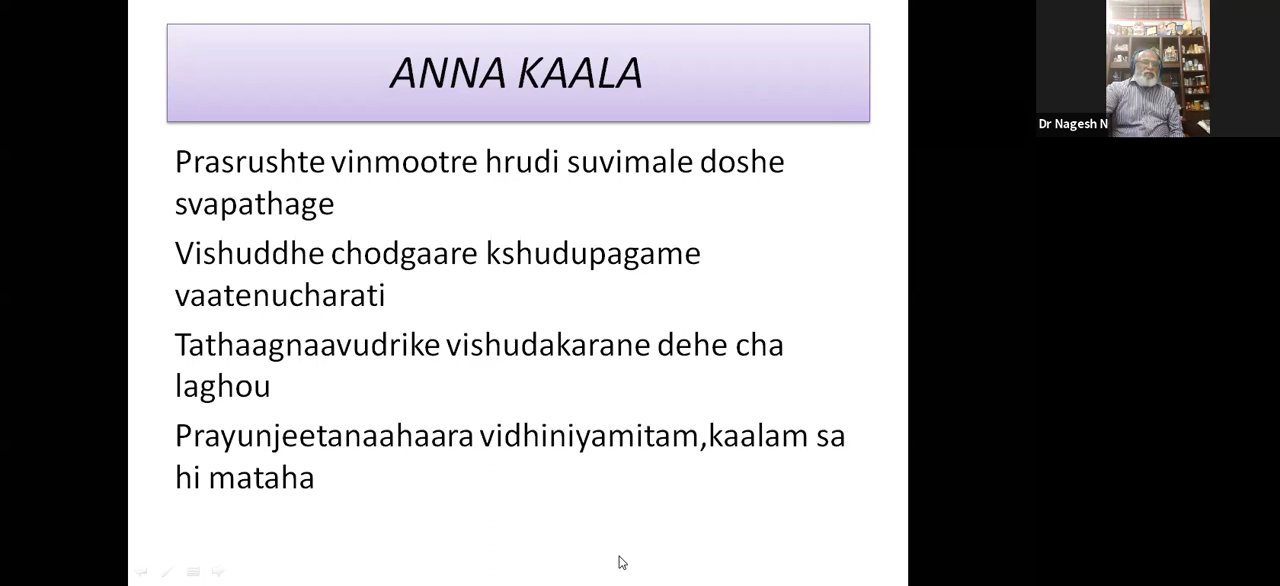 ANNA KAALA
Dr Nagesh N
Prasrushte vinmootre hrudi suvimale doshe
svapathage
Vishuddhe chodgaare kshudupagame
vaatenucharati
Tathaagnaavudrike vishudakarane dehe cha
laghou
Prayunjeetanaahaara vidhiniyamitam,kaalam sa
hi mataha